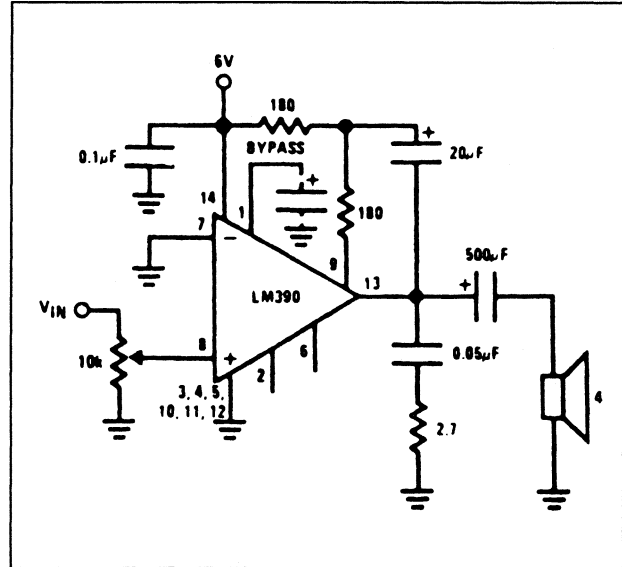 6V
180
BYPASS
0.1µF
+
20µF
+
14
1
180
7
−
9
13
500µF
+
LM390
VIN
8
+
10k
2
6
0.05µF
3, 4, 5,
10, 11, 12
4
2.7